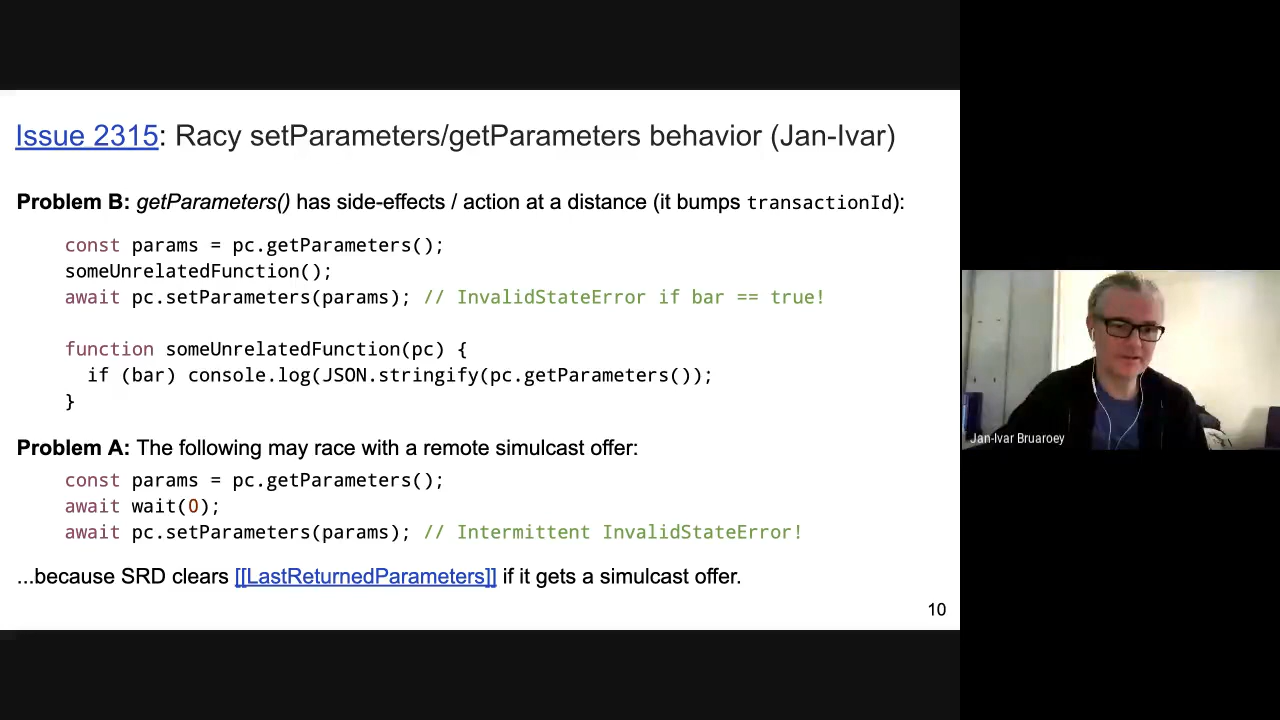 Issue 2315: Racy setParameters/getParameters behavior (Jan-Ivar)
Problem B: getParameters() has side-effects / action at a distance (it bumps transactionId):
const params = pc.getParameters();
someUnrelatedFunction();
await pc.setParameters(params); // InvalidStateError if bar == true!
function someUnrelatedFunction(pc) {
if (bar) console.log(JSON.stringify(pc.getParameters());
}
Problem A: The following may race with a remote simulcast offer:
const params = pc.getParameters();
await wait(0);
await pc.setParameters(params); // Intermittent InvalidStateError!
...because SRD clears [[LastReturnedParameters]] if it gets a simulcast offer.
10
Jan-Ivar Bruaroey